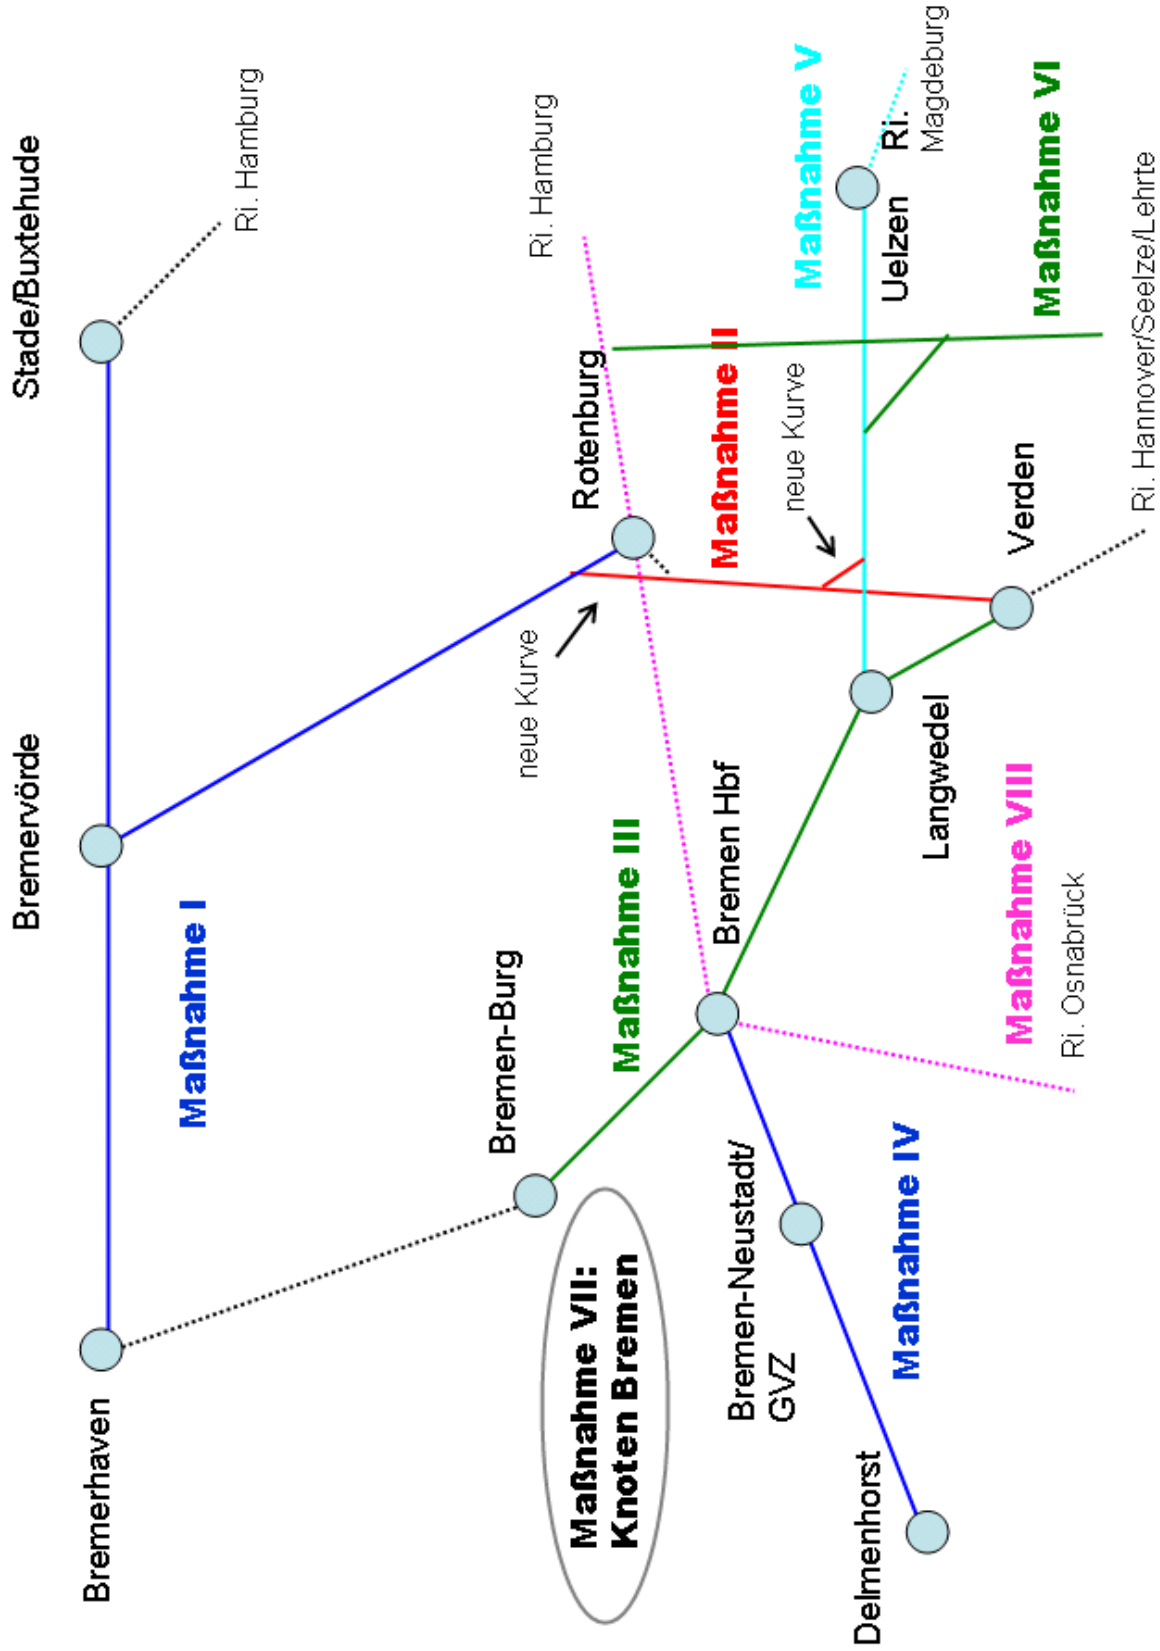 Bremerhaven
Bremervörde
Stade/Buxtehude
Ri. Hamburg
Maßnahme I
Bremen-Burg
neue Kurve
Rotenburg
Ri. Hamburg
Maßnahme VII:
Knoten Bremen
Maßnahme III
Bremen Hbf
Maßnahme II
neue Kurve
Maßnahme V
Bremen-Neustadt/
GVZ
Uelzen
Ri.
Magdeburg
Delmenhorst
Maßnahme IV
Langwedel
Verden
Maßnahme VI
Maßnahme VIII
Ri. Osnabrück
Ri. Hannover/Seelze/Lehrte